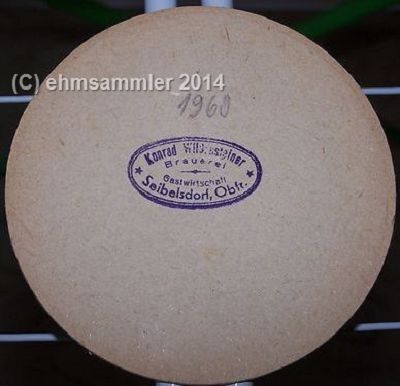 (C) ehmsammler 2014
1960
Konrad
Brauerei
Gastwirtschaft
Seibelsdorf, Obfr.